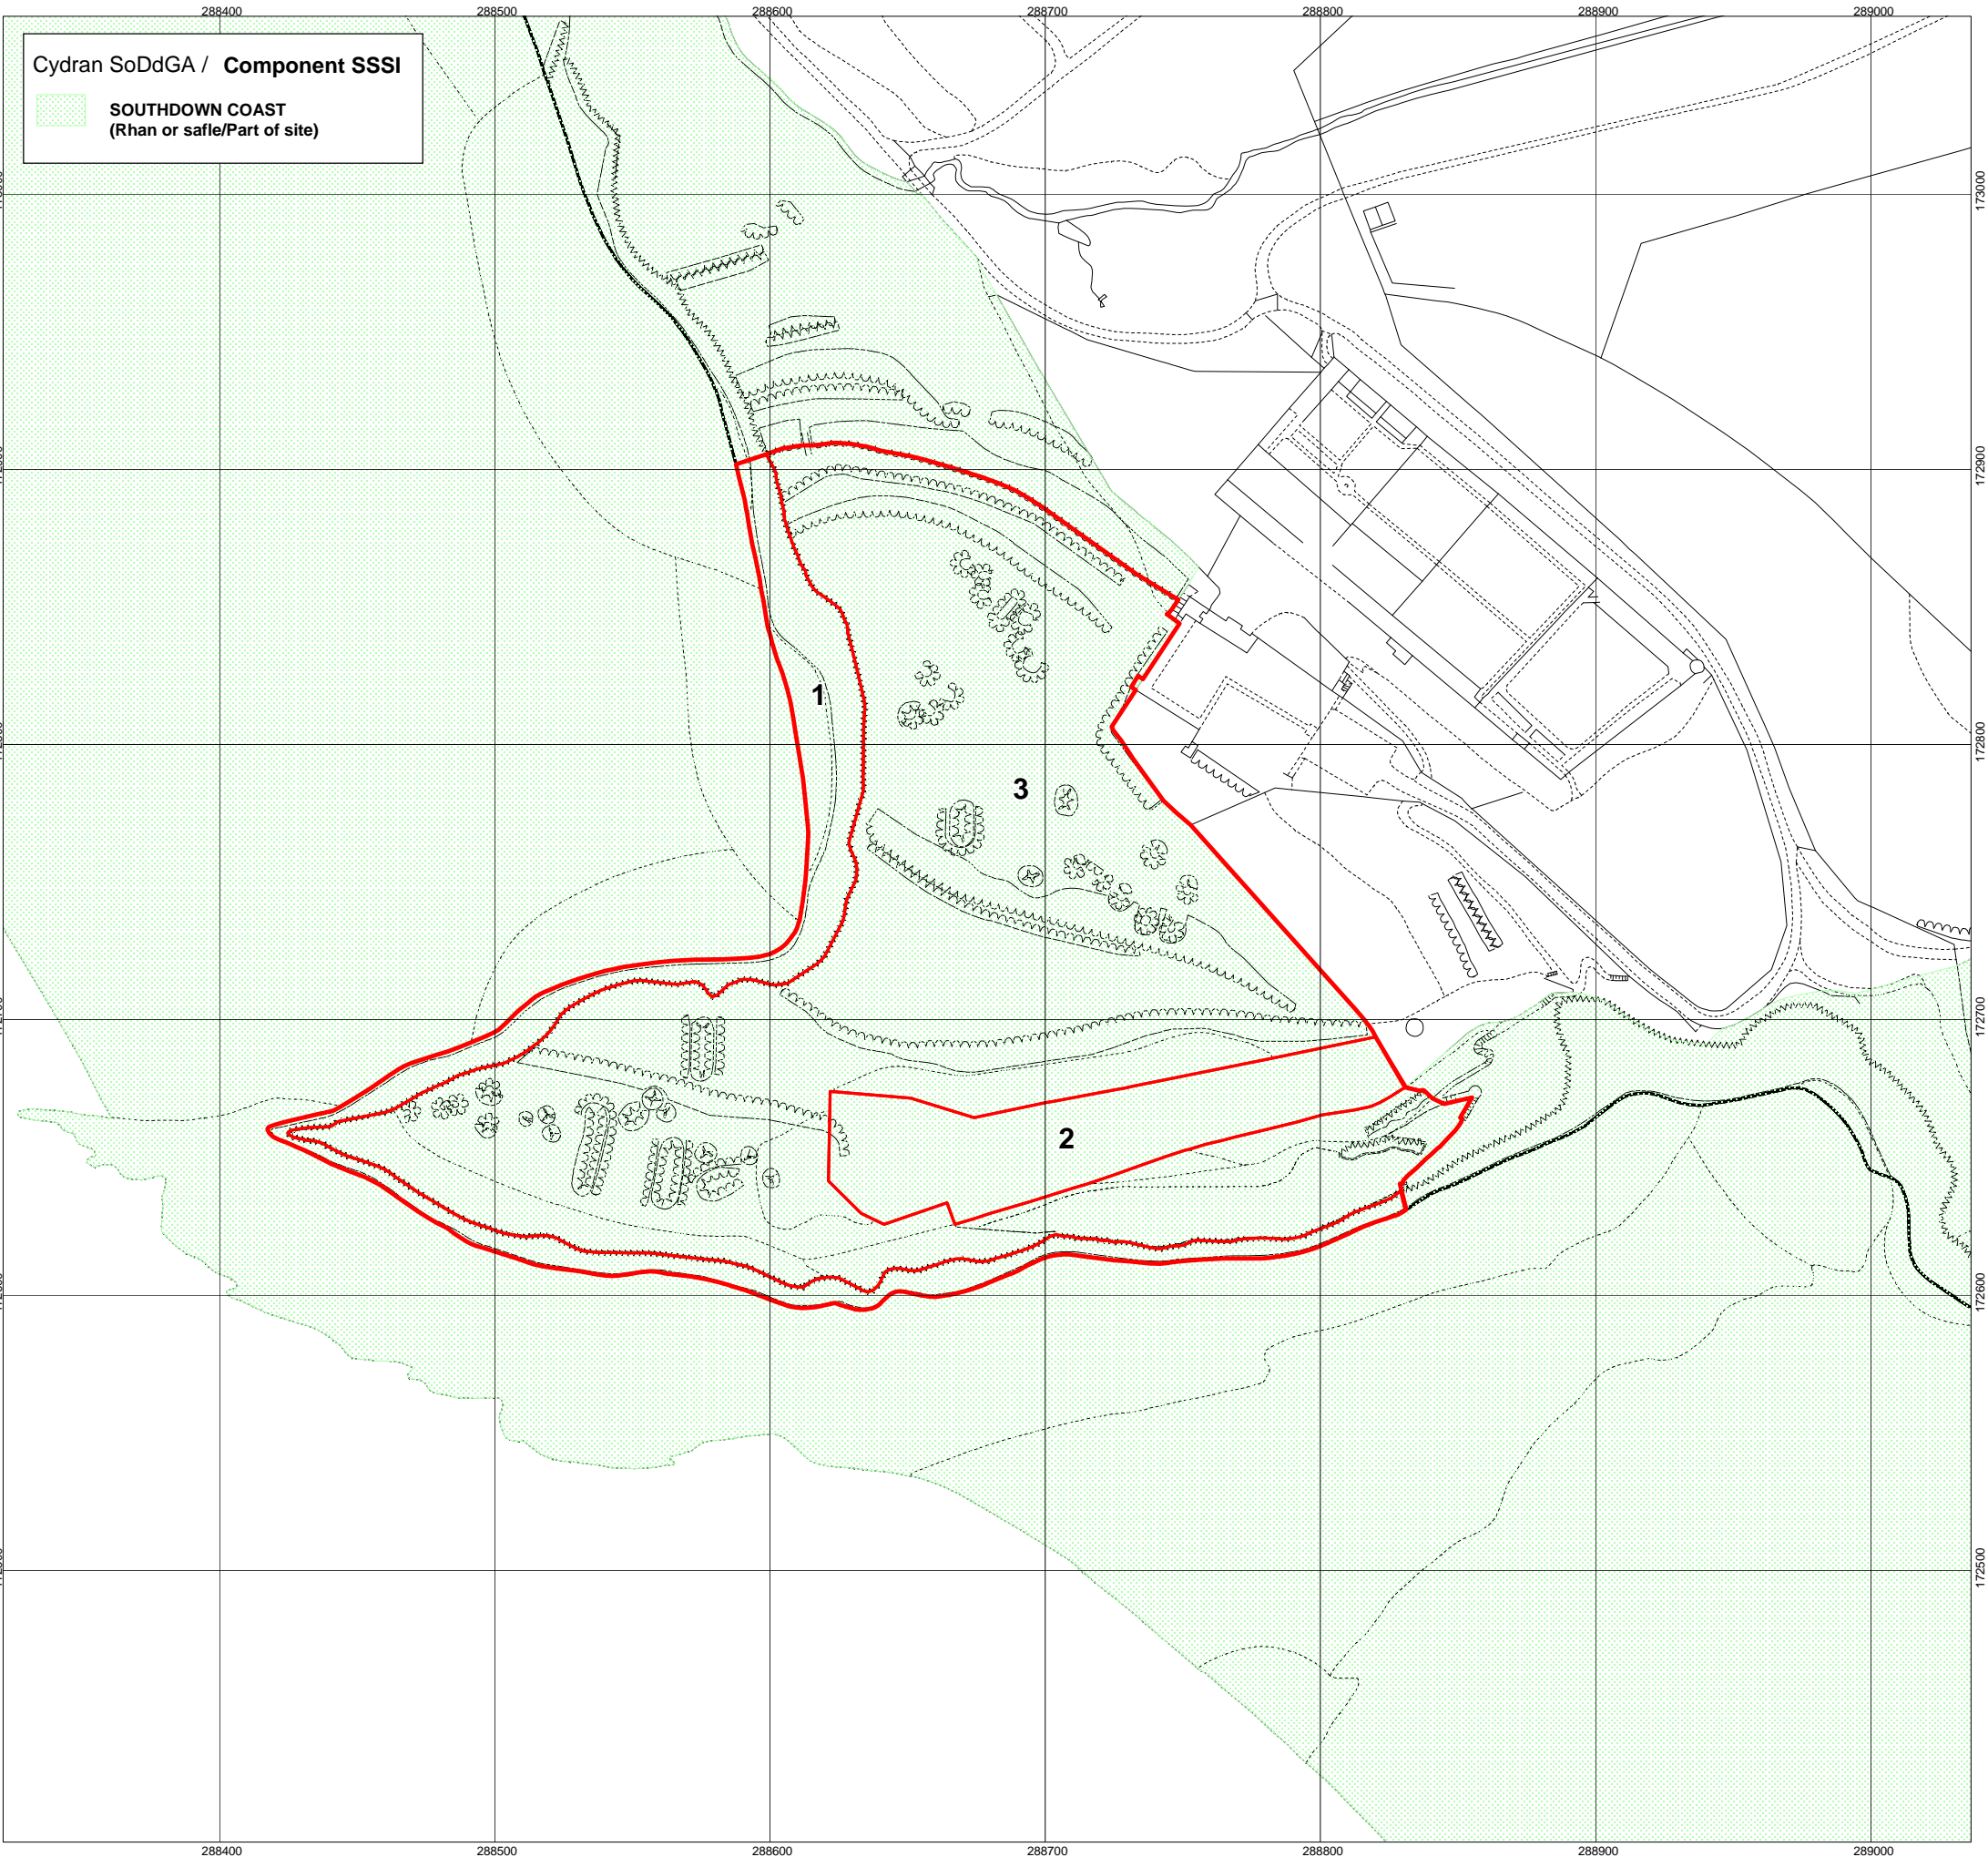 288400 288500 288600 288700 288800 288900 289000
Cydran SoDdGA / Component SSSI
SOUTHDOWN COAST
(Rhan or safle/Part of site)
173000
172900
1
172800
3
172700
2
172600
172500
288400 288500 288600 288700 288800 288900 289000